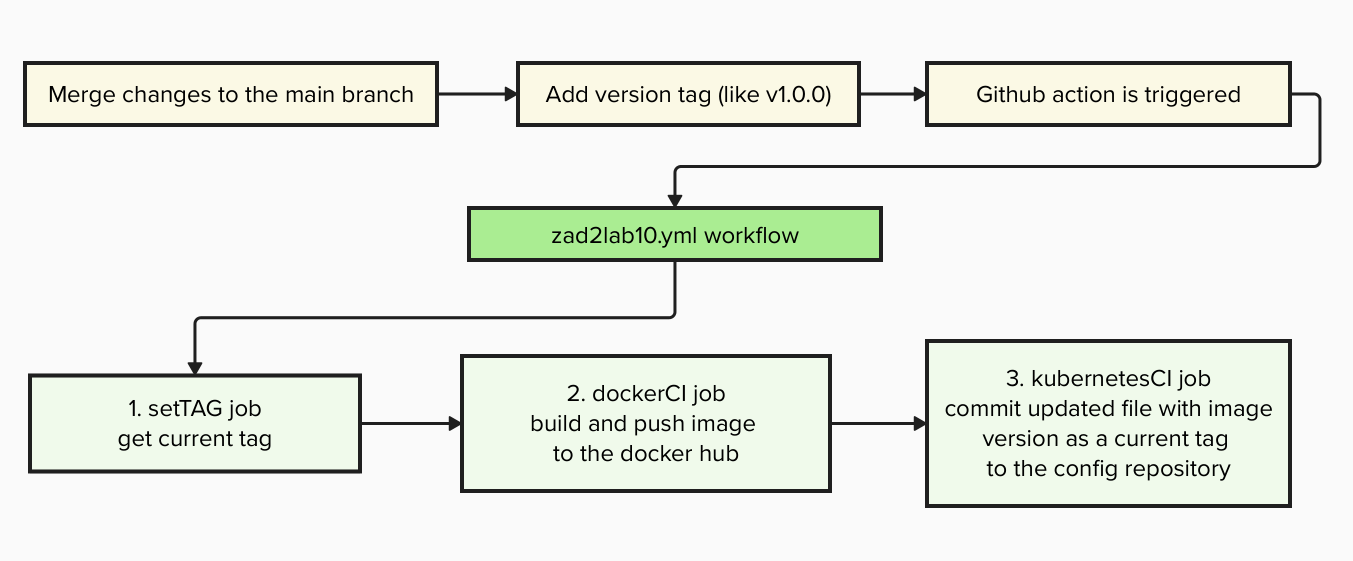 Merge changes to the main branch
Add version tag (like v1.0.0)
Github action is triggered
zad2lab10.yml workflow
1. setTAG job
get current tag
2. dockerCI job
build and push image
to the docker hub
3. kubernetesCI job
commit updated file with image
version as a current tag
to the config repository